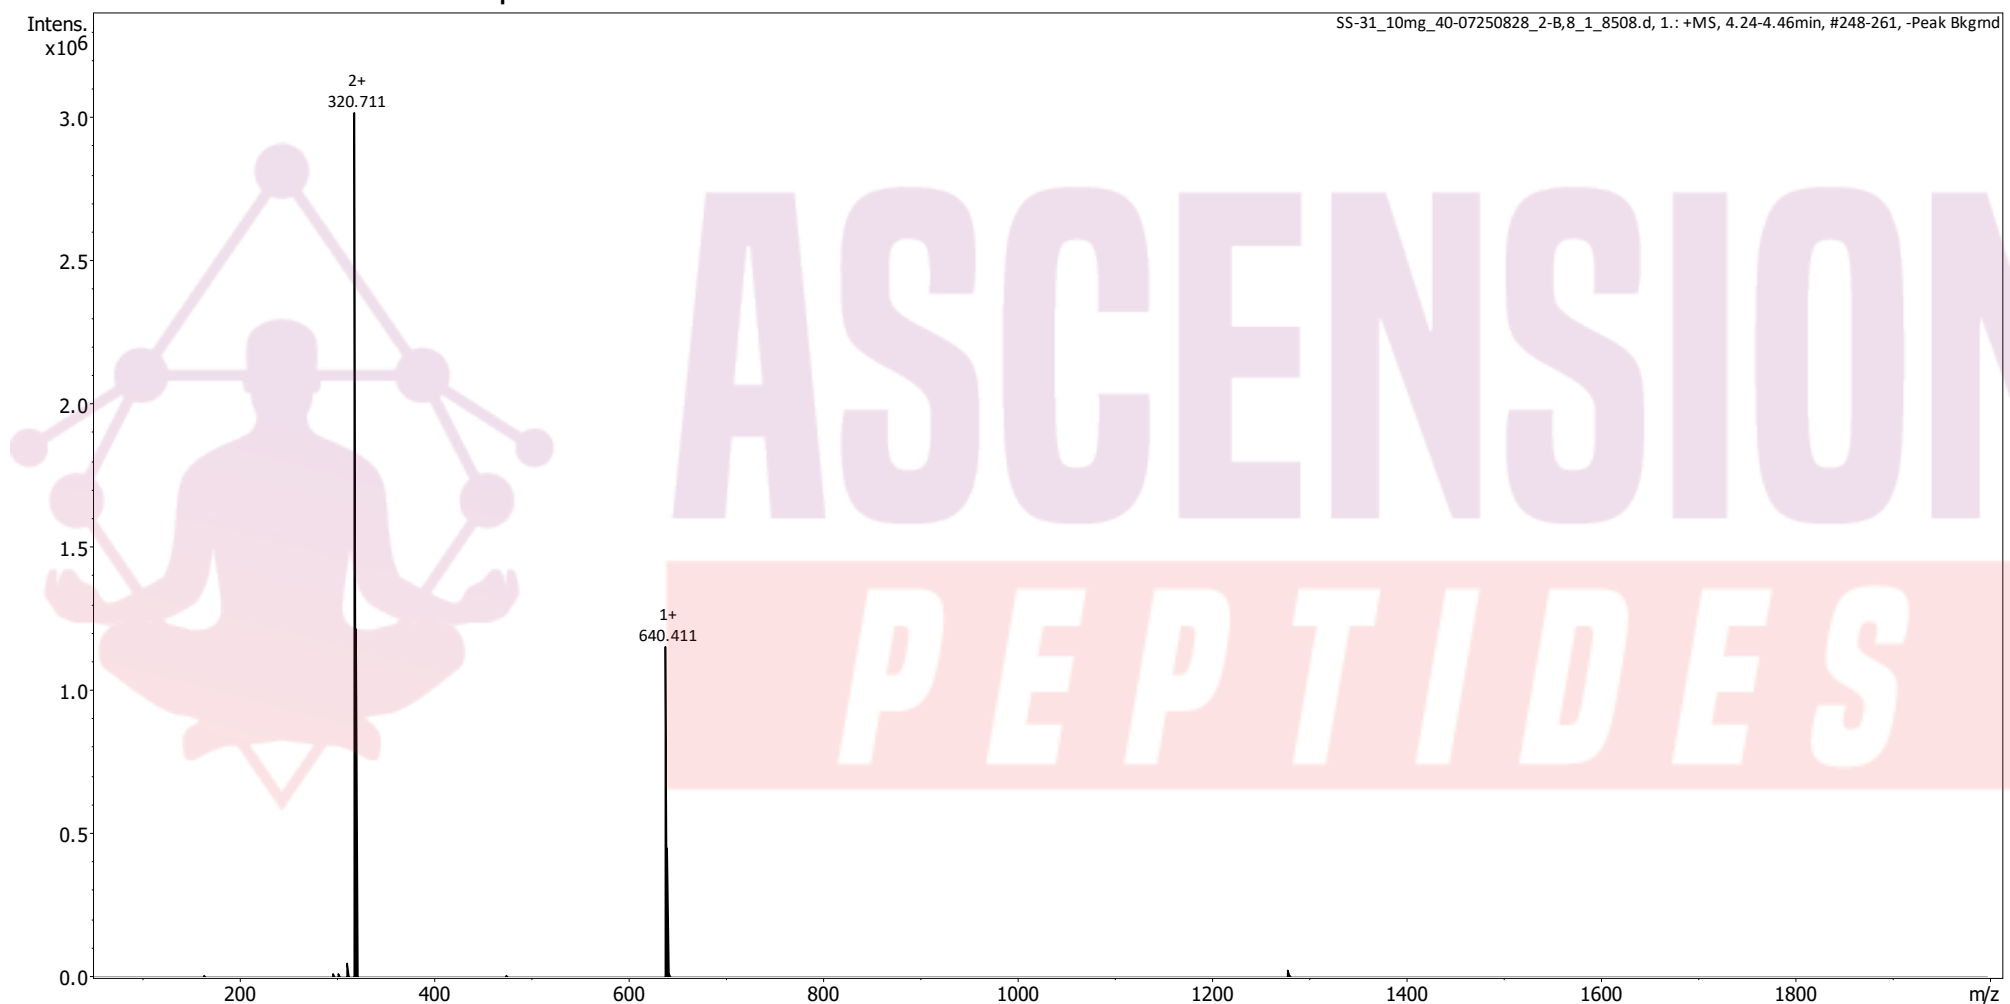 Intens.
x10⁶
SS-31_10mg_40-07250828_2-B,8_1_8508.d, 1.: +MS, 4.24-4.46min, #248-261, -Peak Bkgrnd
2+
320.711
3.0
2.5
ASCENSION
2.0
1.5
1+
640.411
PEPTIDES
1.0
0.5
0.0
200 400 600 800 1000 1200 1400 1600 1800 m/z